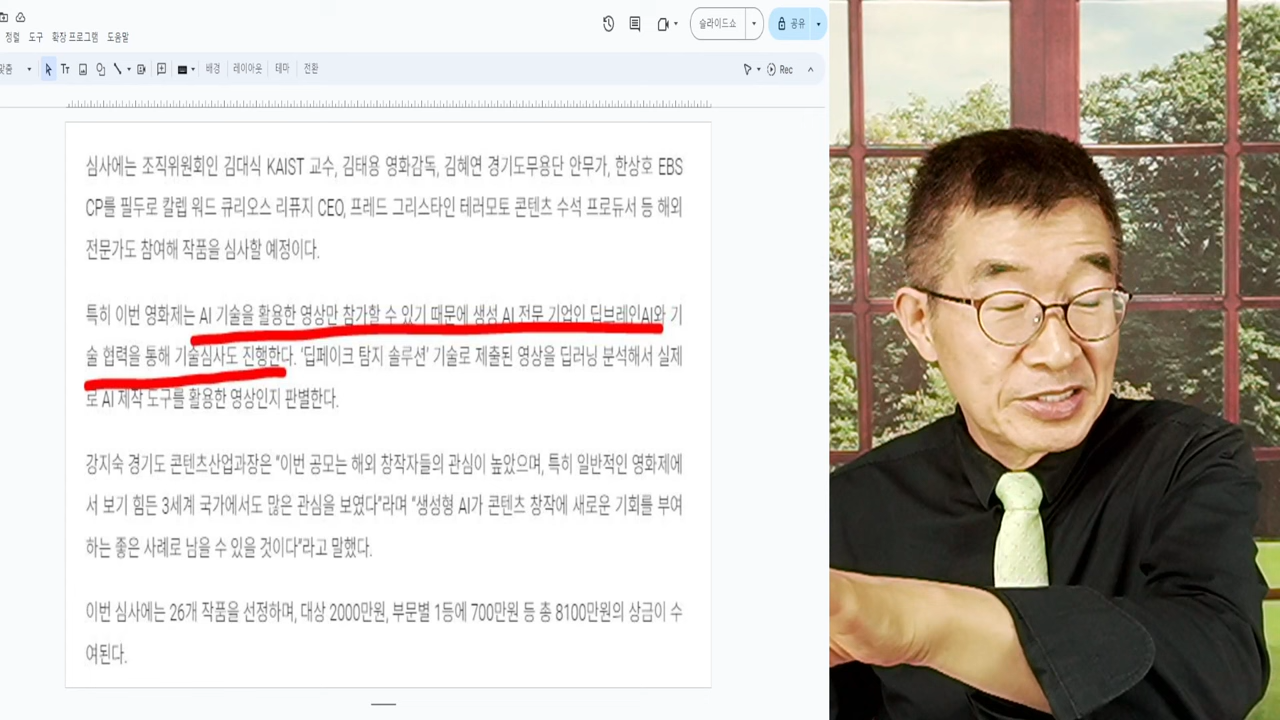 정렬 도구 확장 프로그램 도움말
슬라이드쇼
공유
맞춤
배경 레이아웃 테마 전환
Rec
심사에는 조직위원회인 김대식 KAIST 교수, 김태용 영화감독, 김혜연 경기도무용단 안무가, 한상호 EBS
CP를 필두로 칼렙 워드 큐리오스 리퓨지 CEO, 프레드 그리스타인 테러모토 콘텐츠 수석 프로듀서 등 해외
전문가도 참여해 작품을 심사할 예정이다.
특히 이번 영화제는 AI 기술을 활용한 영상만 참가할 수 있기 때문에 생성 AI 전문 기업인 딥브레인AI와 기
술 협력을 통해 기술심사도 진행한다. '딥페이크 탐지 솔루션' 기술로 제출된 영상을 딥러닝 분석해서 실제
로 AI 제작 도구를 활용한 영상인지 판별한다.
강지숙 경기도 콘텐츠산업과장은 "이번 공모는 해외 창작자들의 관심이 높았으며, 특히 일반적인 영화제에
서 보기 힘든 3세계 국가에서도 많은 관심을 보였다"라며 "생성형 AI가 콘텐츠 창작에 새로운 기회를 부여
하는 좋은 사례로 남을 수 있을 것이다"라고 말했다.
이번 심사에는 26개 작품을 선정하며, 대상 2000만원, 부문별 1등에 700만원 등 총 8100만원의 상금이 수
여된다.